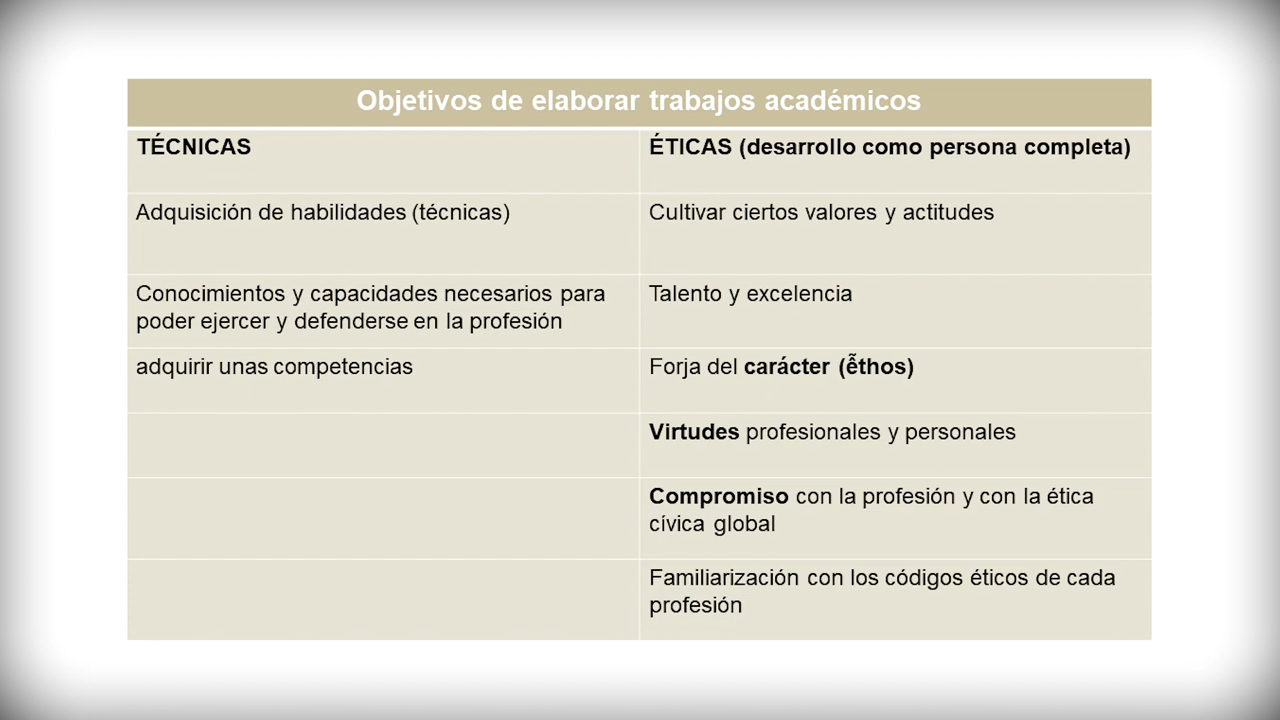 Objetivos de elaborar trabajos académicos
TÉCNICAS
ÉTICAS (desarrollo como persona completa)
Adquisición de habilidades (técnicas)
Cultivar ciertos valores y actitudes
Conocimientos y capacidades necesarios para
poder ejercer y defenderse en la profesión
Talento y excelencia
adquirir unas competencias
Forja del carácter (ễthos)
Virtudes profesionales y personales
Compromiso con la profesión y con la ética
cívica global
Familiarización con los códigos éticos de cada
profesión